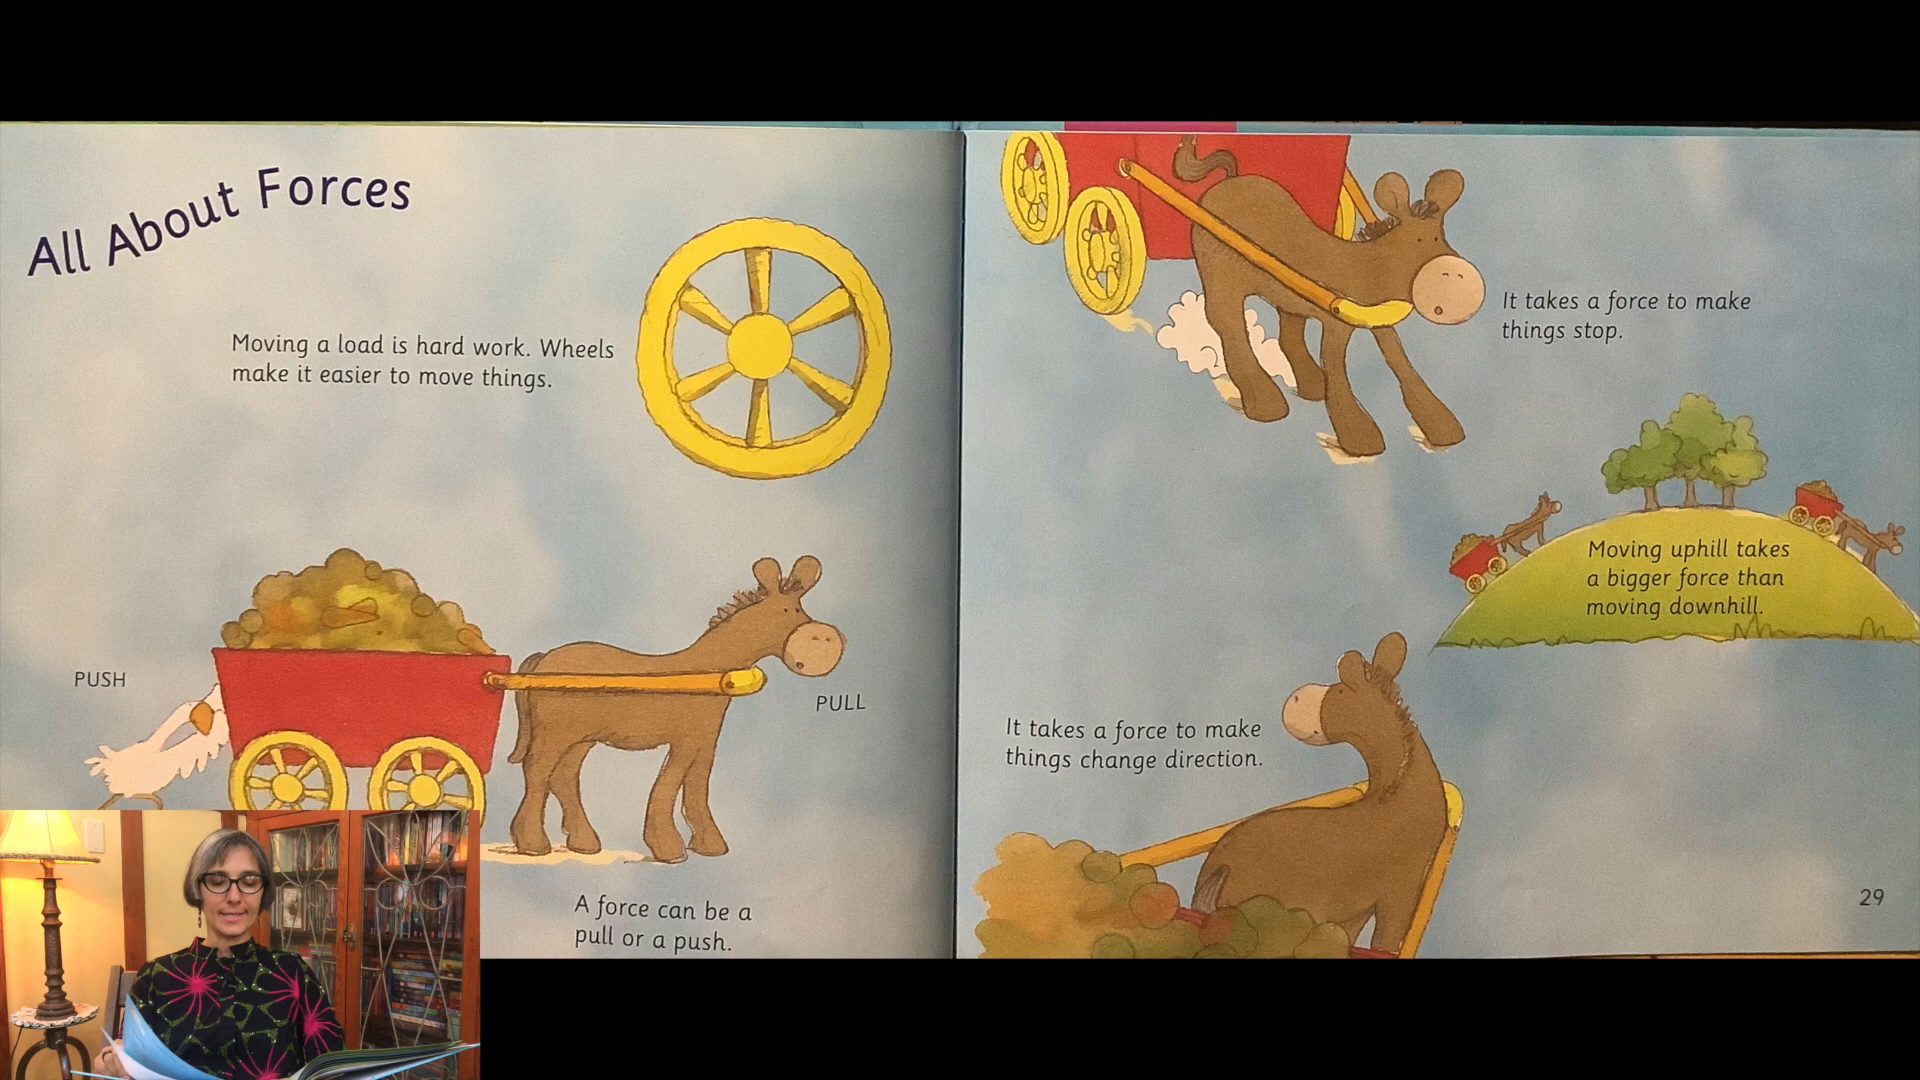 All About Forces
Moving a load is hard work. Wheels
make it easier to move things.
PUSH
PULL
A force can be a
pull or a push.
It takes a force to make
things stop.
Moving uphill takes
a bigger force than
moving downhill.
It takes a force to make
things change direction.
29